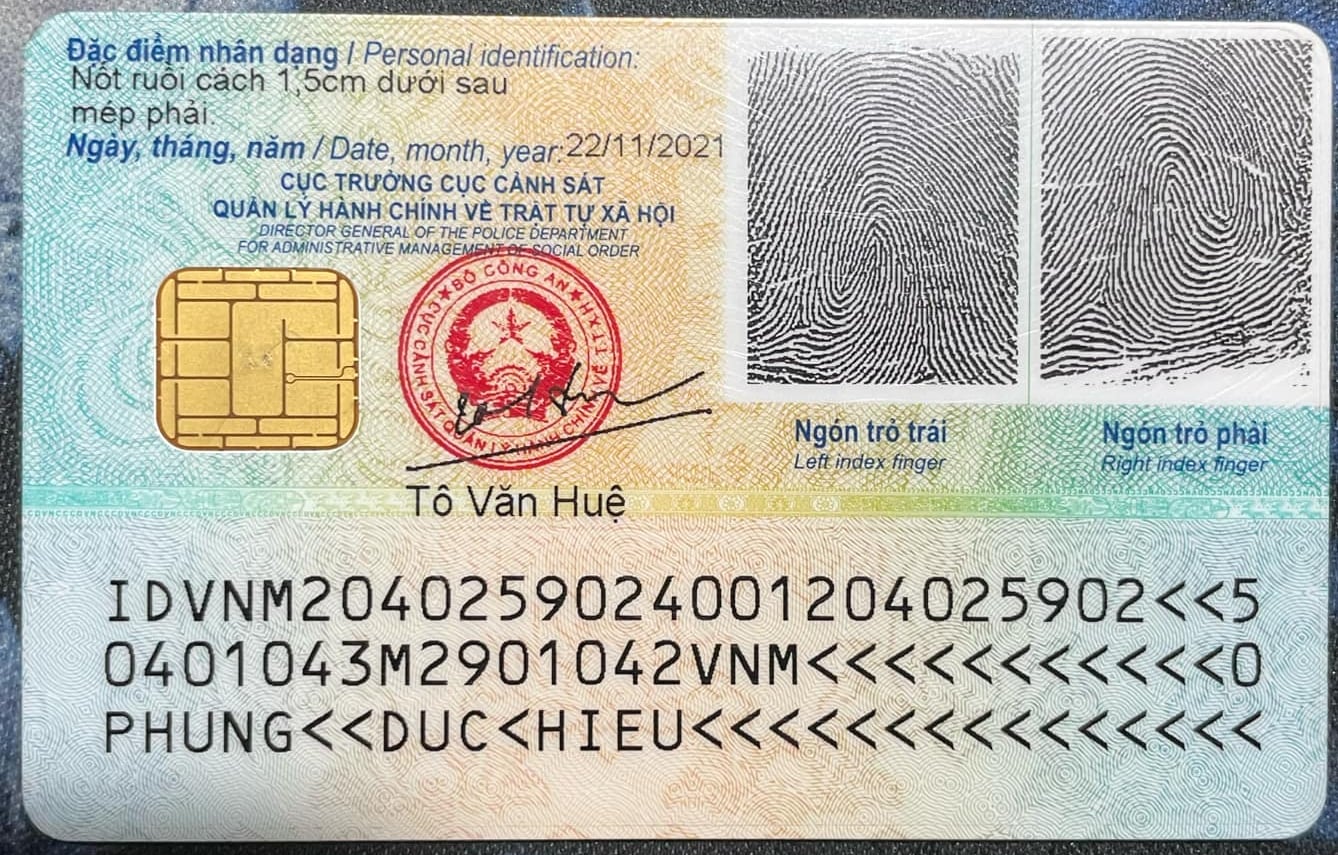 Đặc điểm nhân dạng / Personal identification:
Nốt ruồi cách 1,5cm dưới sau
mép phải.
Ngày, tháng, năm / Date, month, year: 22/11/2021
CỤC TRƯỞNG CỤC CẢNH SÁT
QUẢN LÝ HÀNH CHÍNH VỀ TRẬT TỰ XÃ HỘI
DIRECTOR GENERAL OF THE POLICE DEPARTMENT
FOR ADMINISTRATIVE MANAGEMENT OF SOCIAL ORDER
BỘ CÔNG AN
CỤC CẢNH SÁT QUẢN LÝ HÀNH CHÍNH VỀ TTXH
Tô Văn Huệ
Ngón trỏ trái
Left index finger
Ngón trỏ phải
Right index finger
IDVNM2040259024001204025902<<5
0401043M2901042VNM<<<<<<<<<<<0
PHUNG<<DUC<HIEU<<<<<<<<<<<<<<<